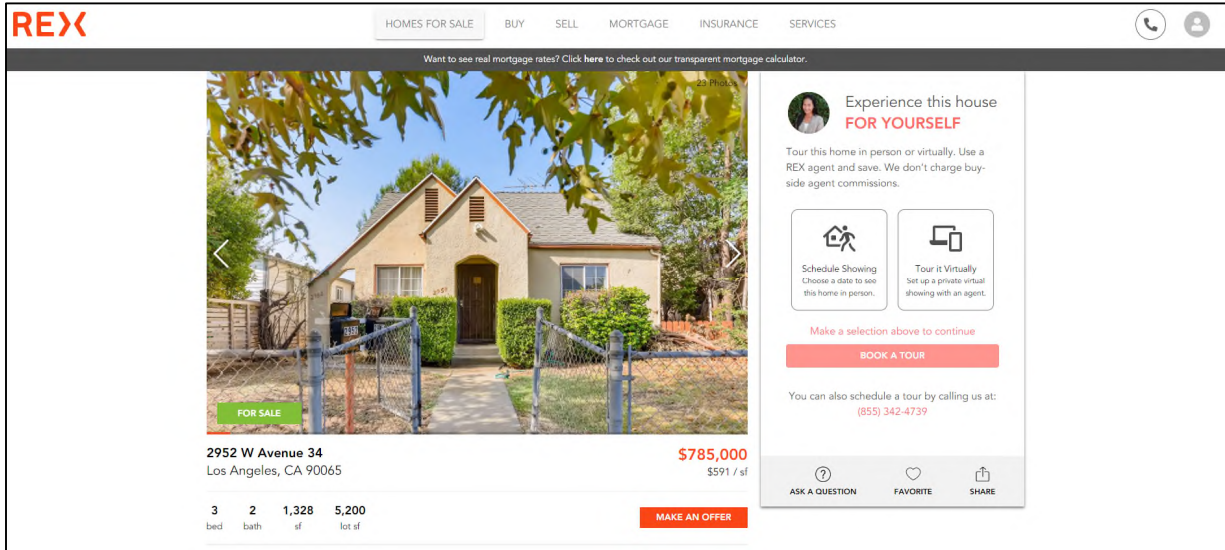 REX
HOMES FOR SALE
BUY
SELL
MORTGAGE
INSURANCE
SERVICES
Want to see real mortgage rates? Click here to check out our transparent mortgage calculator.
23 Photos
FOR SALE
2952 W Avenue 34
Los Angeles, CA 90065
$785,000
$591 / sf
3
bed
2
bath
1,328
sf
5,200
lot sf
MAKE AN OFFER
Experience this house
FOR YOURSELF
Tour this home in person or virtually. Use a
REX agent and save. We don't charge buy-
side agent commissions.
Schedule Showing
Choose a date to see
this home in person.
Tour it Virtually
Set up a private virtual
showing with an agent.
Make a selection above to continue
BOOK A TOUR
You can also schedule a tour by calling us at:
(855) 342-4739
ASK A QUESTION
FAVORITE
SHARE